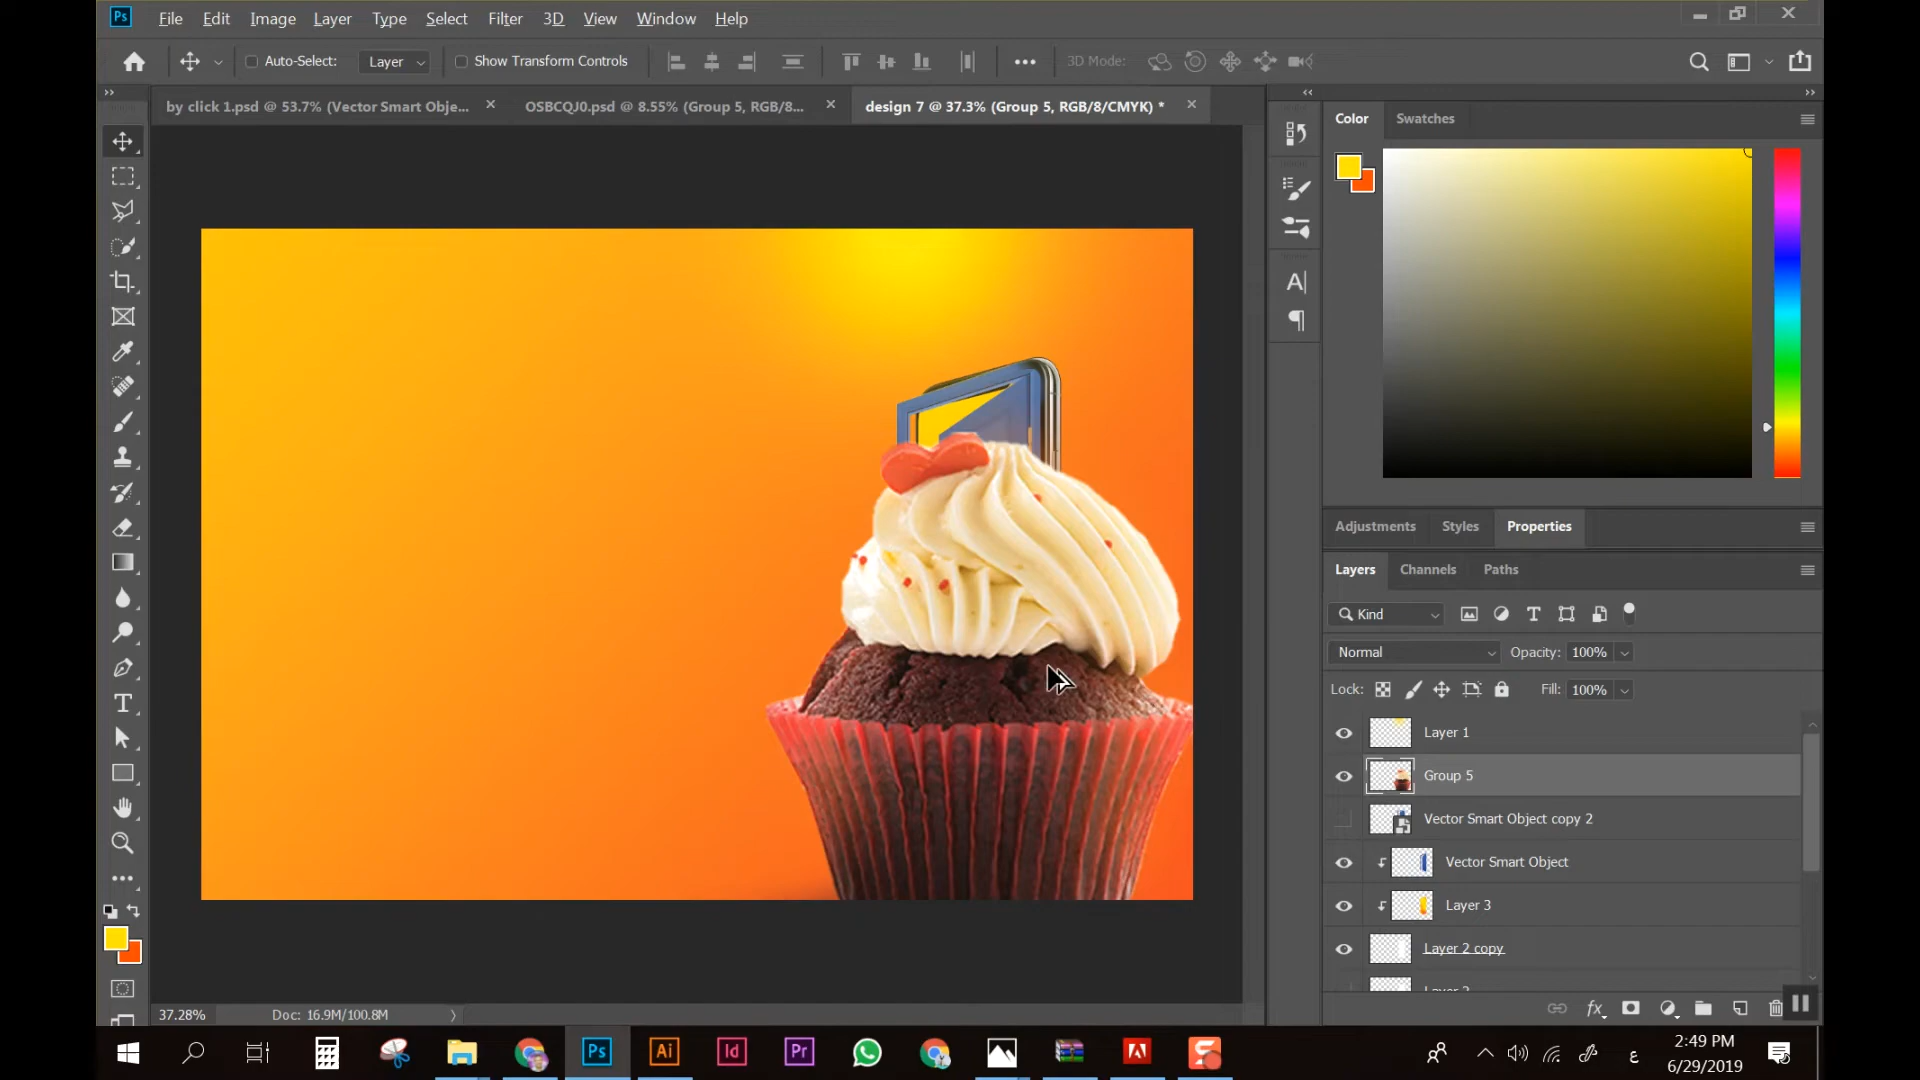 Ps File Edit Image Layer Type Select Filter 3D View Window Help
Auto-Select: Layer Show Transform Controls 3D Mode:
by click 1.psd @ 53.7% (Vector Smart Obje...
OSBCQJ0.psd @ 8.55% (Group 5, RGB/8...
design 7 @ 37.3% (Group 5, RGB/8/CMYK) *
Color Swatches
Adjustments Styles Properties
Layers Channels Paths
Kind
Normal Opacity: 100%
Lock: Fill: 100%
Layer 1
Group 5
Vector Smart Object copy 2
Vector Smart Object
Layer 3
Layer 2 copy
37.28% Doc: 16.9M/100.8M
Ps Ai Id Pr
ع
2:49 PM
6/29/2019